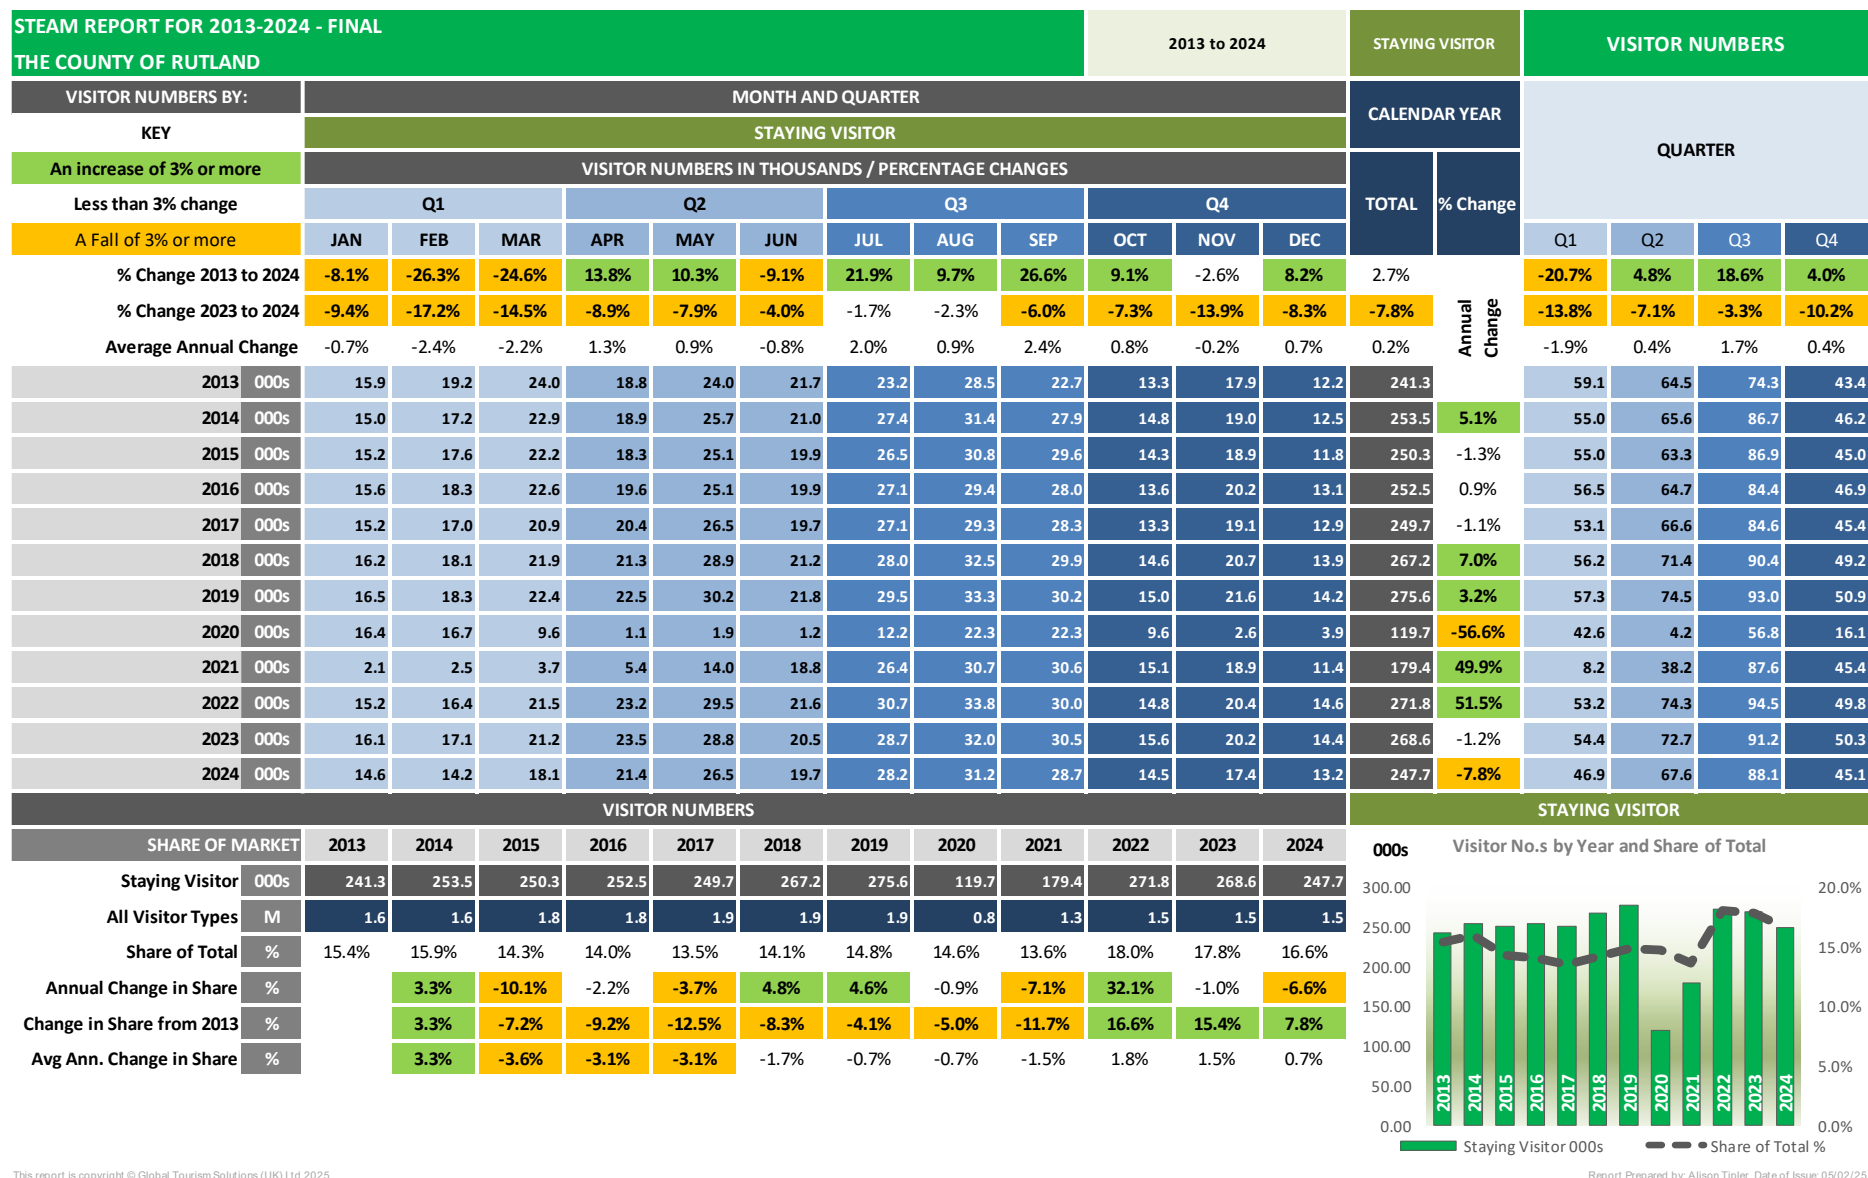 STEAM REPORT FOR 2013-2024 - FINAL
THE COUNTY OF RUTLAND
2013 to 2024
STAYING VISITOR
VISITOR NUMBERS
VISITOR NUMBERS BY:
MONTH AND QUARTER
CALENDAR YEAR
QUARTER
KEY
STAYING VISITOR
An increase of 3% or more
VISITOR NUMBERS IN THOUSANDS / PERCENTAGE CHANGES
TOTAL
% Change
Less than 3% change
Q1 Q2 Q3 Q4
A Fall of 3% or more
JAN FEB MAR APR MAY JUN JUL AUG SEP OCT NOV DEC Q1 Q2 Q3 Q4
% Change 2013 to 2024 -8.1% -26.3% -24.6% 13.8% 10.3% -9.1% 21.9% 9.7% 26.6% 9.1% -2.6% 8.2% 2.7% -20.7% 4.8% 18.6% 4.0%
% Change 2023 to 2024 -9.4% -17.2% -14.5% -8.9% -7.9% -4.0% -1.7% -2.3% -6.0% -7.3% -13.9% -8.3% -7.8% -13.8% -7.1% -3.3% -10.2%
Average Annual Change -0.7% -2.4% -2.2% 1.3% 0.9% -0.8% 2.0% 0.9% 2.4% 0.8% -0.2% 0.7% 0.2% -1.9% 0.4% 1.7% 0.4%
Annual
Change
2013 000s 15.9 19.2 24.0 18.8 24.0 21.7 23.2 28.5 22.7 13.3 17.9 12.2 241.3 59.1 64.5 74.3 43.4
2014 000s 15.0 17.2 22.9 18.9 25.7 21.0 27.4 31.4 27.9 14.8 19.0 12.5 253.5 5.1% 55.0 65.6 86.7 46.2
2015 000s 15.2 17.6 22.2 18.3 25.1 19.9 26.5 30.8 29.6 14.3 18.9 11.8 250.3 -1.3% 55.0 63.3 86.9 45.0
2016 000s 15.6 18.3 22.6 19.6 25.1 19.9 27.1 29.4 28.0 13.6 20.2 13.1 252.5 0.9% 56.5 64.7 84.4 46.9
2017 000s 15.2 17.0 20.9 20.4 26.5 19.7 27.1 29.3 28.3 13.3 19.1 12.9 249.7 -1.1% 53.1 66.6 84.6 45.4
2018 000s 16.2 18.1 21.9 21.3 28.9 21.2 28.0 32.5 29.9 14.6 20.7 13.9 267.2 7.0% 56.2 71.4 90.4 49.2
2019 000s 16.5 18.3 22.4 22.5 30.2 21.8 29.5 33.3 30.2 15.0 21.6 14.2 275.6 3.2% 57.3 74.5 93.0 50.9
2020 000s 16.4 16.7 9.6 1.1 1.9 1.2 12.2 22.3 22.3 9.6 2.6 3.9 119.7 -56.6% 42.6 4.2 56.8 16.1
2021 000s 2.1 2.5 3.7 5.4 14.0 18.8 26.4 30.7 30.6 15.1 18.9 11.4 179.4 49.9% 8.2 38.2 87.6 45.4
2022 000s 15.2 16.4 21.5 23.2 29.5 21.6 30.7 33.8 30.0 14.8 20.4 14.6 271.8 51.5% 53.2 74.3 94.5 49.8
2023 000s 16.1 17.1 21.2 23.5 28.8 20.5 28.7 32.0 30.5 15.6 20.2 14.4 268.6 -1.2% 54.4 72.7 91.2 50.3
2024 000s 14.6 14.2 18.1 21.4 26.5 19.7 28.2 31.2 28.7 14.5 17.4 13.2 247.7 -7.8% 46.9 67.6 88.1 45.1
VISITOR NUMBERS
SHARE OF MARKET 2013 2014 2015 2016 2017 2018 2019 2020 2021 2022 2023 2024
Staying Visitor 000s 241.3 253.5 250.3 252.5 249.7 267.2 275.6 119.7 179.4 271.8 268.6 247.7
All Visitor Types M 1.6 1.6 1.8 1.8 1.9 1.9 1.9 0.8 1.3 1.5 1.5 1.5
Share of Total % 15.4% 15.9% 14.3% 14.0% 13.5% 14.1% 14.8% 14.6% 13.6% 18.0% 17.8% 16.6%
Annual Change in Share % 3.3% -10.1% -2.2% -3.7% 4.8% 4.6% -0.9% -7.1% 32.1% -1.0% -6.6%
Change in Share from 2013 % 3.3% -7.2% -9.2% -12.5% -8.3% -4.1% -5.0% -11.7% 16.6% 15.4% 7.8%
Avg Ann. Change in Share % 3.3% -3.6% -3.1% -3.1% -1.7% -0.7% -0.7% -1.5% 1.8% 1.5% 0.7%
STAYING VISITOR
000s Visitor No.s by Year and Share of Total
300.00 20.0%
250.00
200.00 15.0%
150.00
10.0%
100.00
50.00 5.0%
0.00 0.0%
2013 2014 2015 2016 2017 2018 2019 2020 2021 2022 2023 2024
Staying Visitor 000s Share of Total %
This report is copyright © Global Tourism Solutions (UK) Ltd 2025
Report Prepared by: Alison Tipler. Date of Issue: 05/02/25